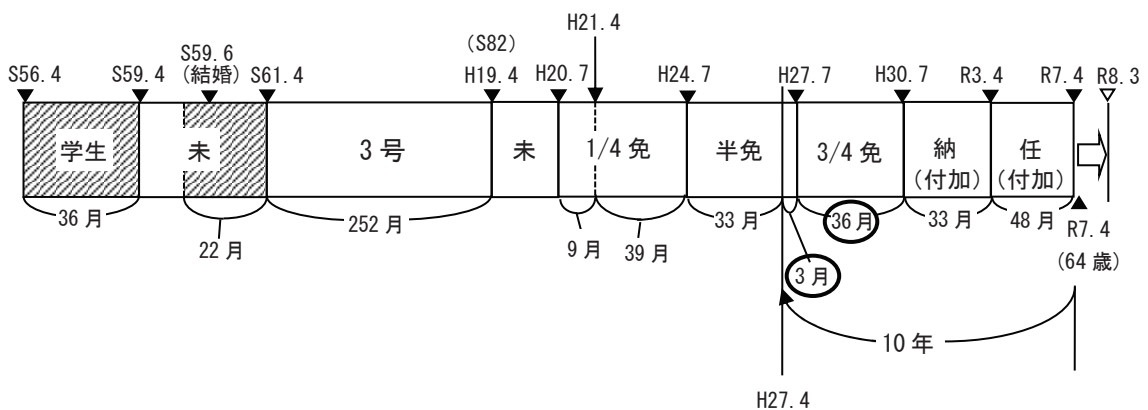 H21.4
S59.6
(結婚)
(S82)
S56.4
S59.4
S61.4
H19.4
H20.7
H24.7
H27.7
H30.7
R3.4
R7.4
R8.3
学生
未
3号
未
1/4免
半免
3/4免
納
(付加)
任
(付加)
36月
22月
252月
9月
39月
33月
3月
36月
33月
48月
R7.4
(64歳)
10年
H27.4